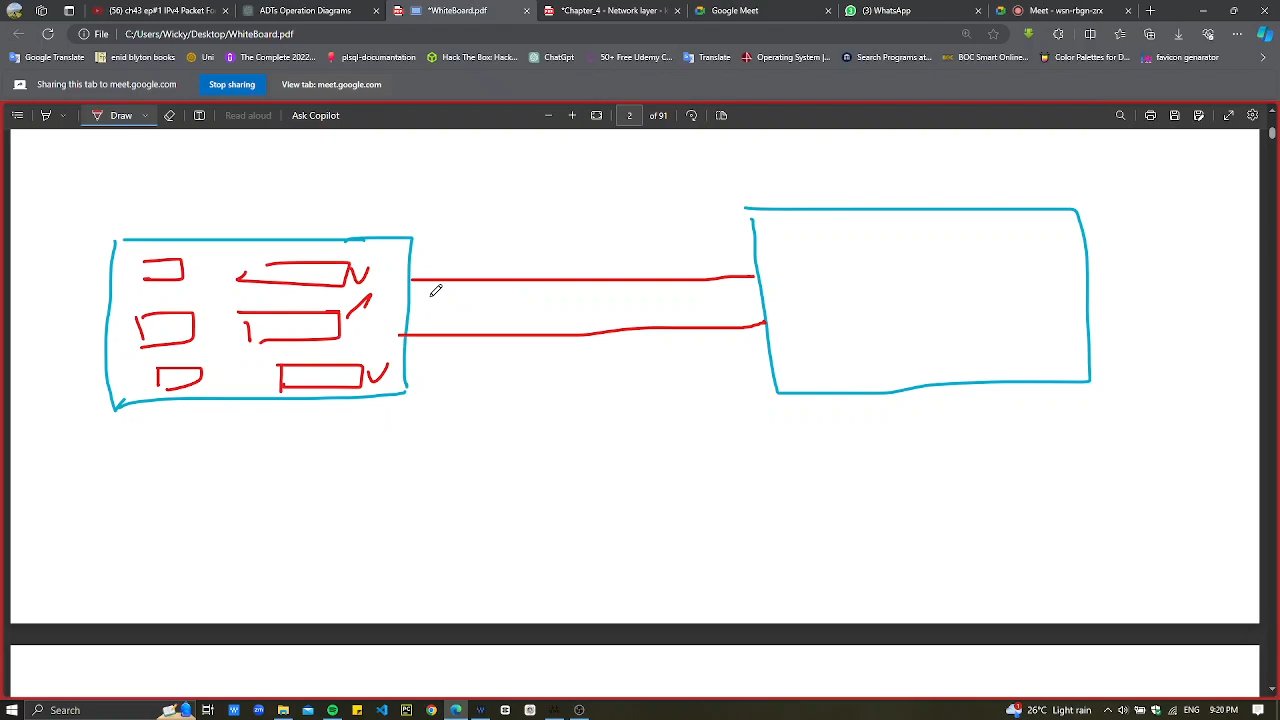 (56) ch43 ep#1 IPv4 Packet Fo
ADTs Operation Diagrams
*WhiteBoard.pdf
*Chapter 4 - Network layer -
Google Meet
(3) WhatsApp
Meet - wsn-rbgn-zcr
File
C:/Users/Wicky/Desktop/WhiteBoard.pdf
Google Translate
enid blyton books
Uni
The Complete 2022...
plsql-documentation
Hack The Box: Hack...
ChatGpt
50+ Free Udemy C...
Translate
Operating System |...
Search Programs at...
BOC Smart Online...
Color Palettes for D...
favicon generator
Sharing this tab to meet.google.com
Stop sharing
View tab: meet.google.com
Draw
Read aloud
Ask Copilot
2
of 91
Search
26°C
Light rain
ENG
9:20 PM